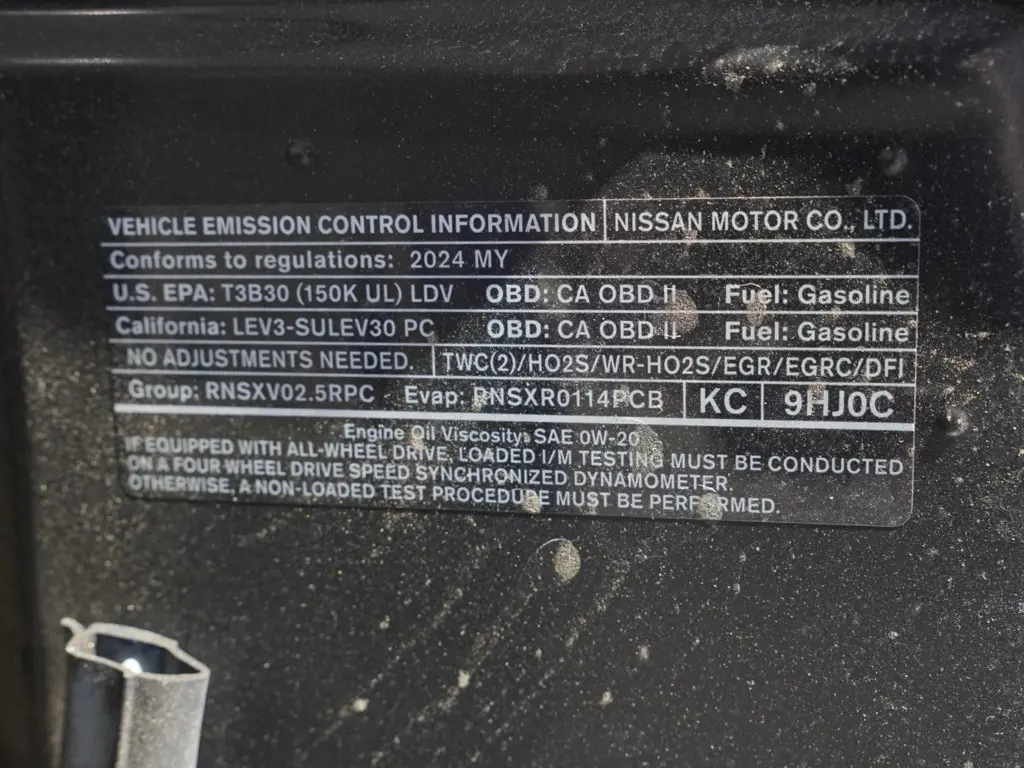 VEHICLE EMISSION CONTROL INFORMATION NISSAN MOTOR CO., LTD.
Conforms to regulations: 2024 MY
U.S. EPA: T3B30 (150K UL) LDV OBD: CA OBD II Fuel: Gasoline
California: LEV3-SULEV30 PC OBD: CA OBD II Fuel: Gasoline
NO ADJUSTMENTS NEEDED. TWC(2)/HO2S/WR-HO2S/EGR/EGRC/DFI
Group: RNSXV02.5RPC Evap: RNSXR0114PCB KC 9HJ0C
Engine Oil Viscosity: SAE 0W-20
IF EQUIPPED WITH ALL-WHEEL DRIVE, LOADED I/M TESTING MUST BE CONDUCTED
ON A FOUR WHEEL DRIVE SPEED SYNCHRONIZED DYNAMOMETER.
OTHERWISE, A NON-LOADED TEST PROCEDURE MUST BE PERFORMED.